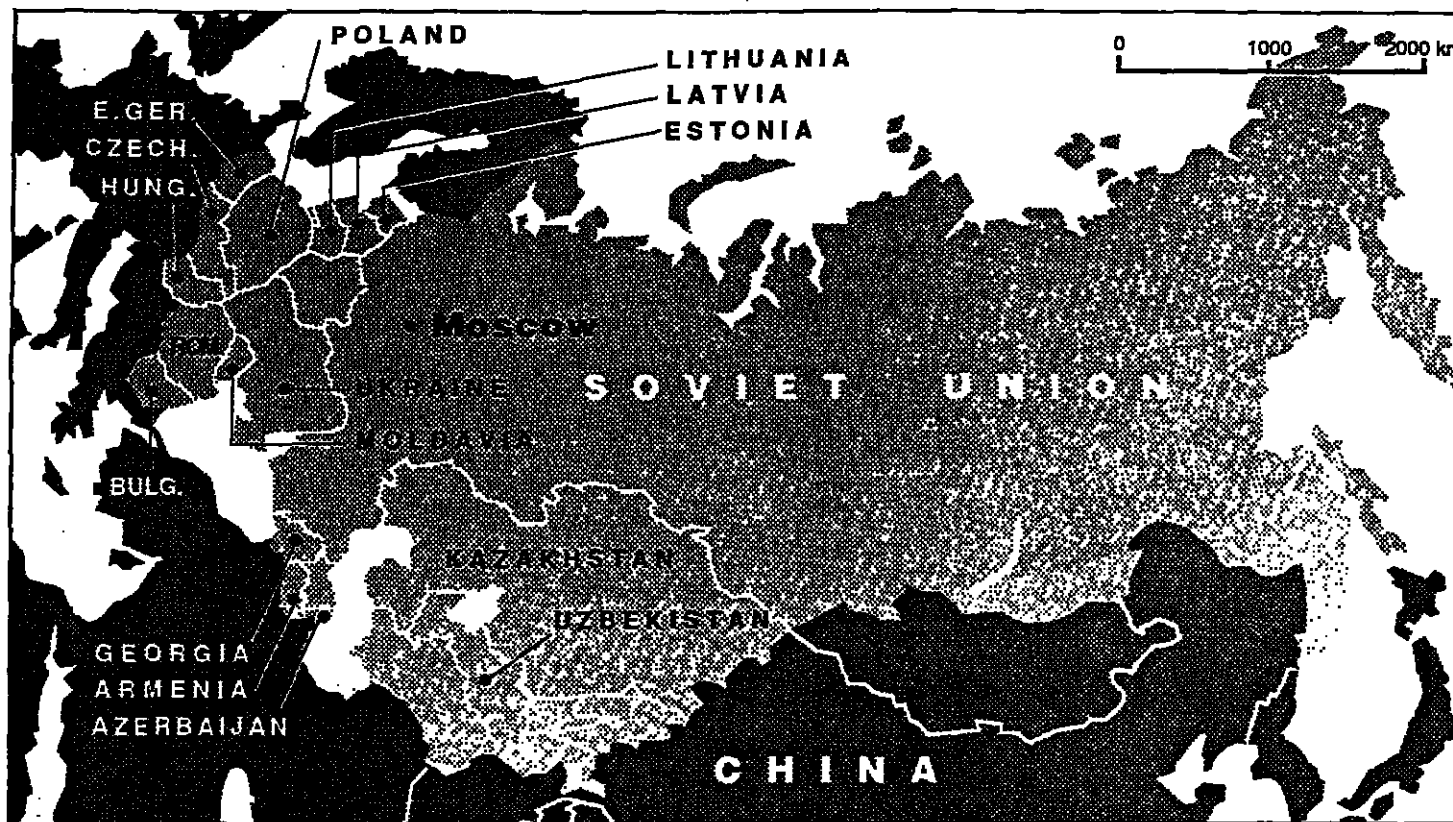 POLAND
0 1000 2000 km
LITHUANIA
LATVIA
ESTONIA
E.GER.
CZECH.
HUNG.
Moscow
ROM.
UKRAINE
SOVIET UNION
MOLDAVIA
BULG.
KAZAKHSTAN
UZBEKISTAN
GEORGIA
ARMENIA
AZERBAIJAN
CHINA